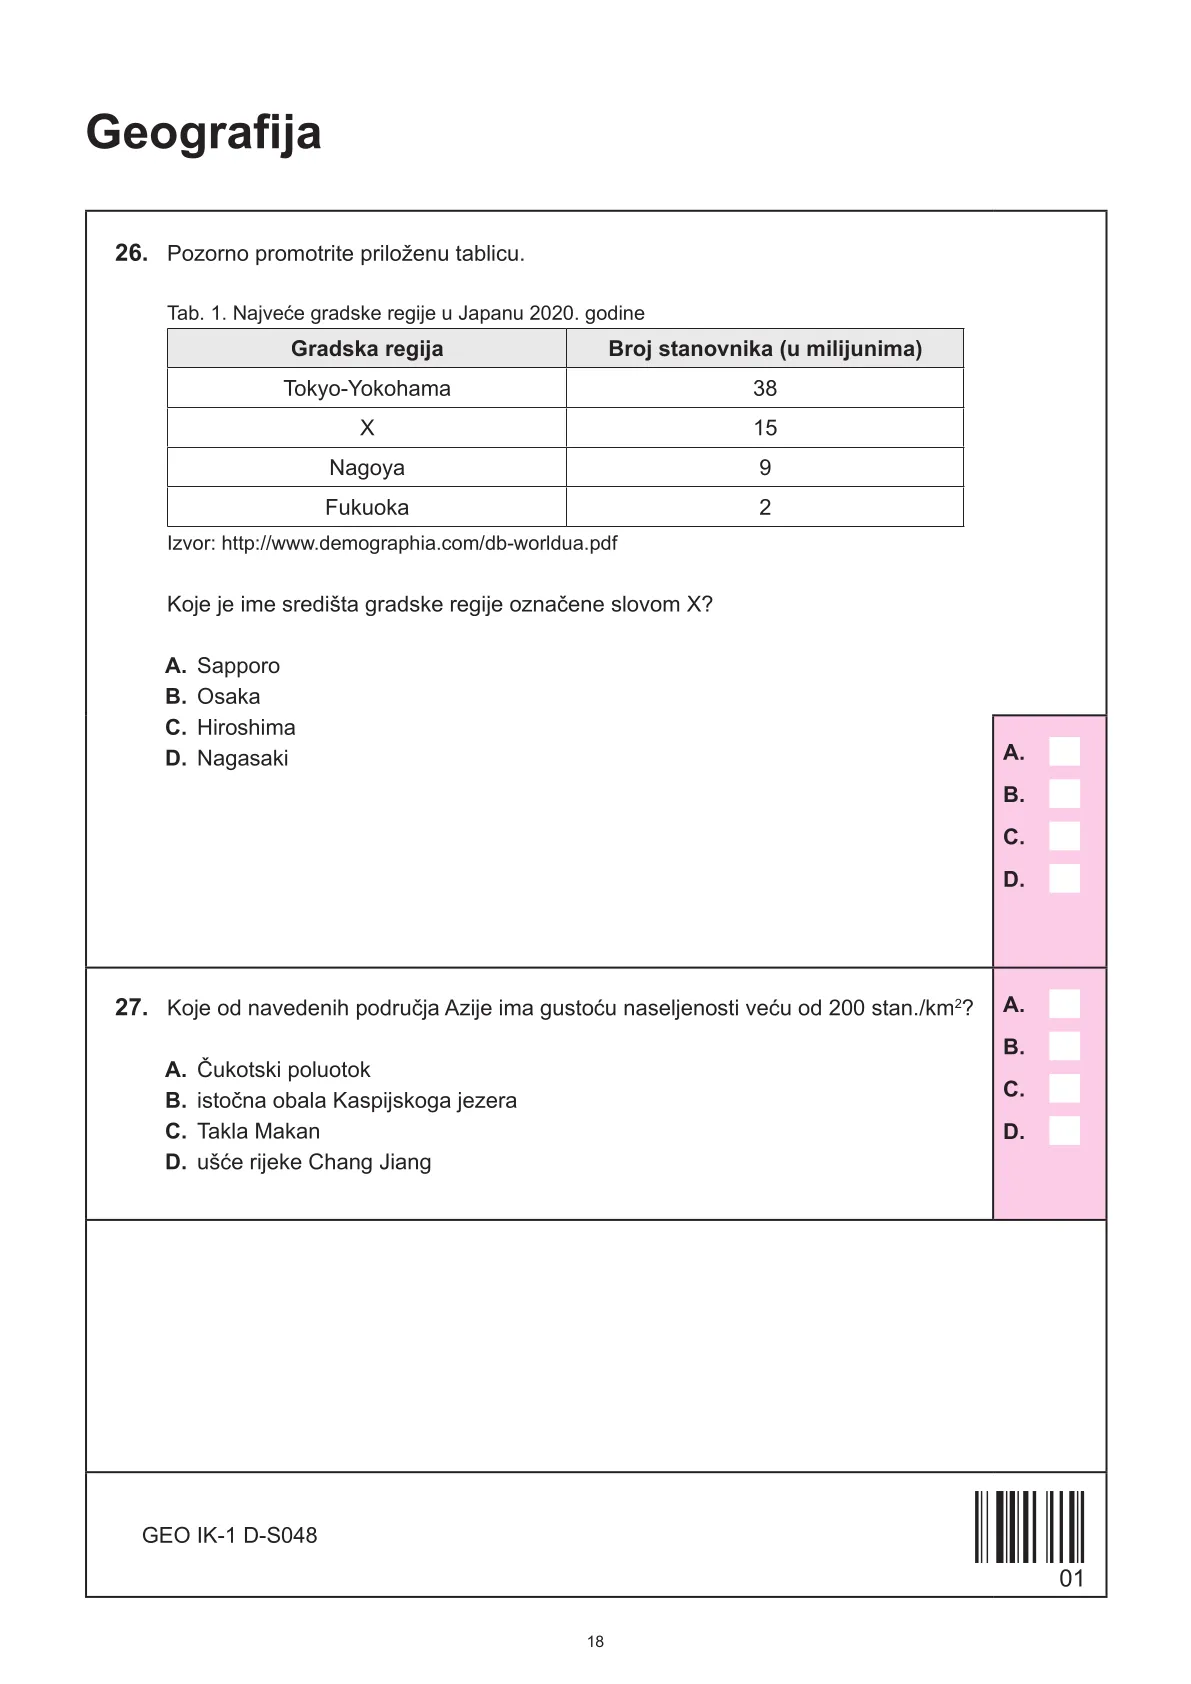 Geografija
26. Pozorno promotrite priloženu tablicu.
Tab. 1. Najveće gradske regije u Japanu 2020. godine
Gradska regija Broj stanovnika (u milijunima)
Tokyo-Yokohama 38
X 15
Nagoya 9
Fukuoka 2
Izvor: http://www.demographia.com/db-worldua.pdf
Koje je ime središta gradske regije označene slovom X?
A. Sapporo
B. Osaka
C. Hiroshima
D. Nagasaki
A.
B.
C.
D.
27. Koje od navedenih područja Azije ima gustoću naseljenosti veću od 200 stan./km²?
A. Čukotski poluotok
B. istočna obala Kaspijskoga jezera
C. Takla Makan
D. ušće rijeke Chang Jiang
A.
B.
C.
D.
GEO IK-1 D-S048
01
18